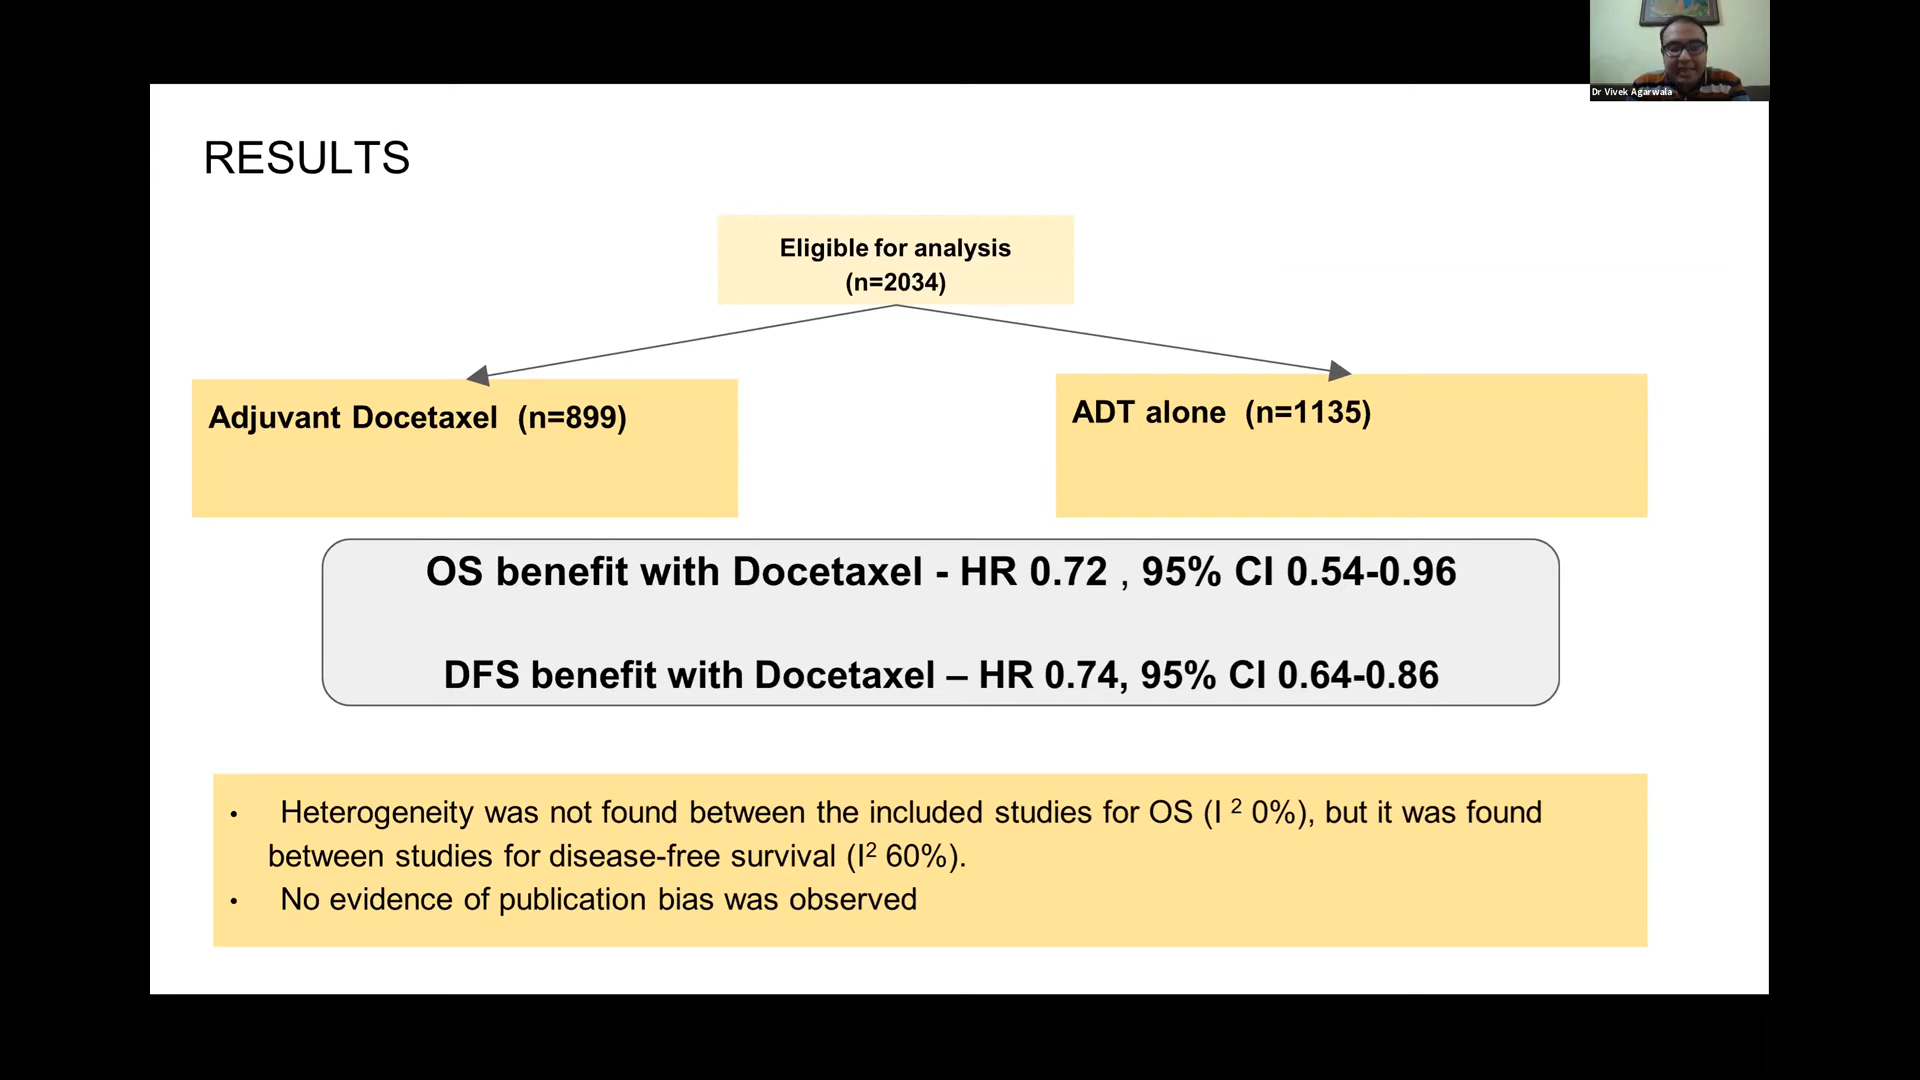 Dr Vivek Agarwala
RESULTS
Eligible for analysis
(n=2034)
Adjuvant Docetaxel (n=899)
ADT alone (n=1135)
OS benefit with Docetaxel - HR 0.72 , 95% CI 0.54-0.96
DFS benefit with Docetaxel – HR 0.74, 95% CI 0.64-0.86
• Heterogeneity was not found between the included studies for OS (I ² 0%), but it was found
between studies for disease-free survival (I² 60%).
• No evidence of publication bias was observed